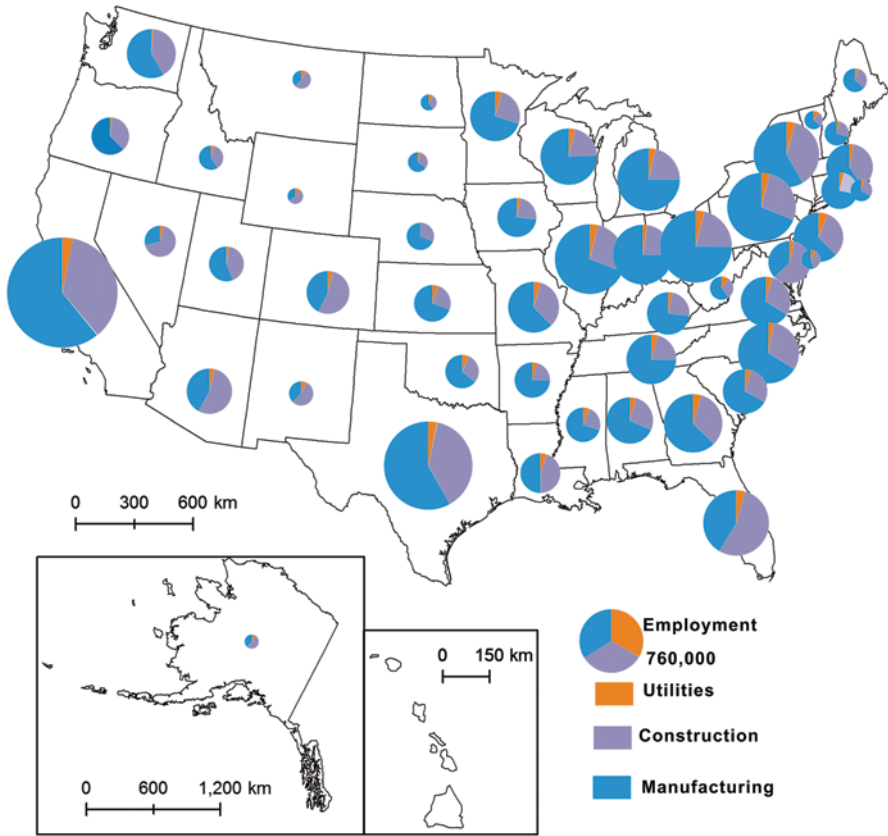 0 300 600 km
0 150 km
0 600 1,200 km
Employment
760,000
Utilities
Construction
Manufacturing